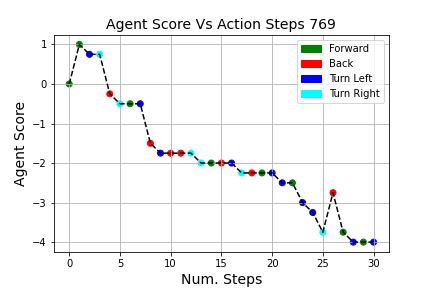 Agent Score Vs Action Steps 769
Forward
Back
Turn Left
Turn Right
1
0
−1
−2
−3
−4
Agent Score
0 5 10 15 20 25 30
Num. Steps